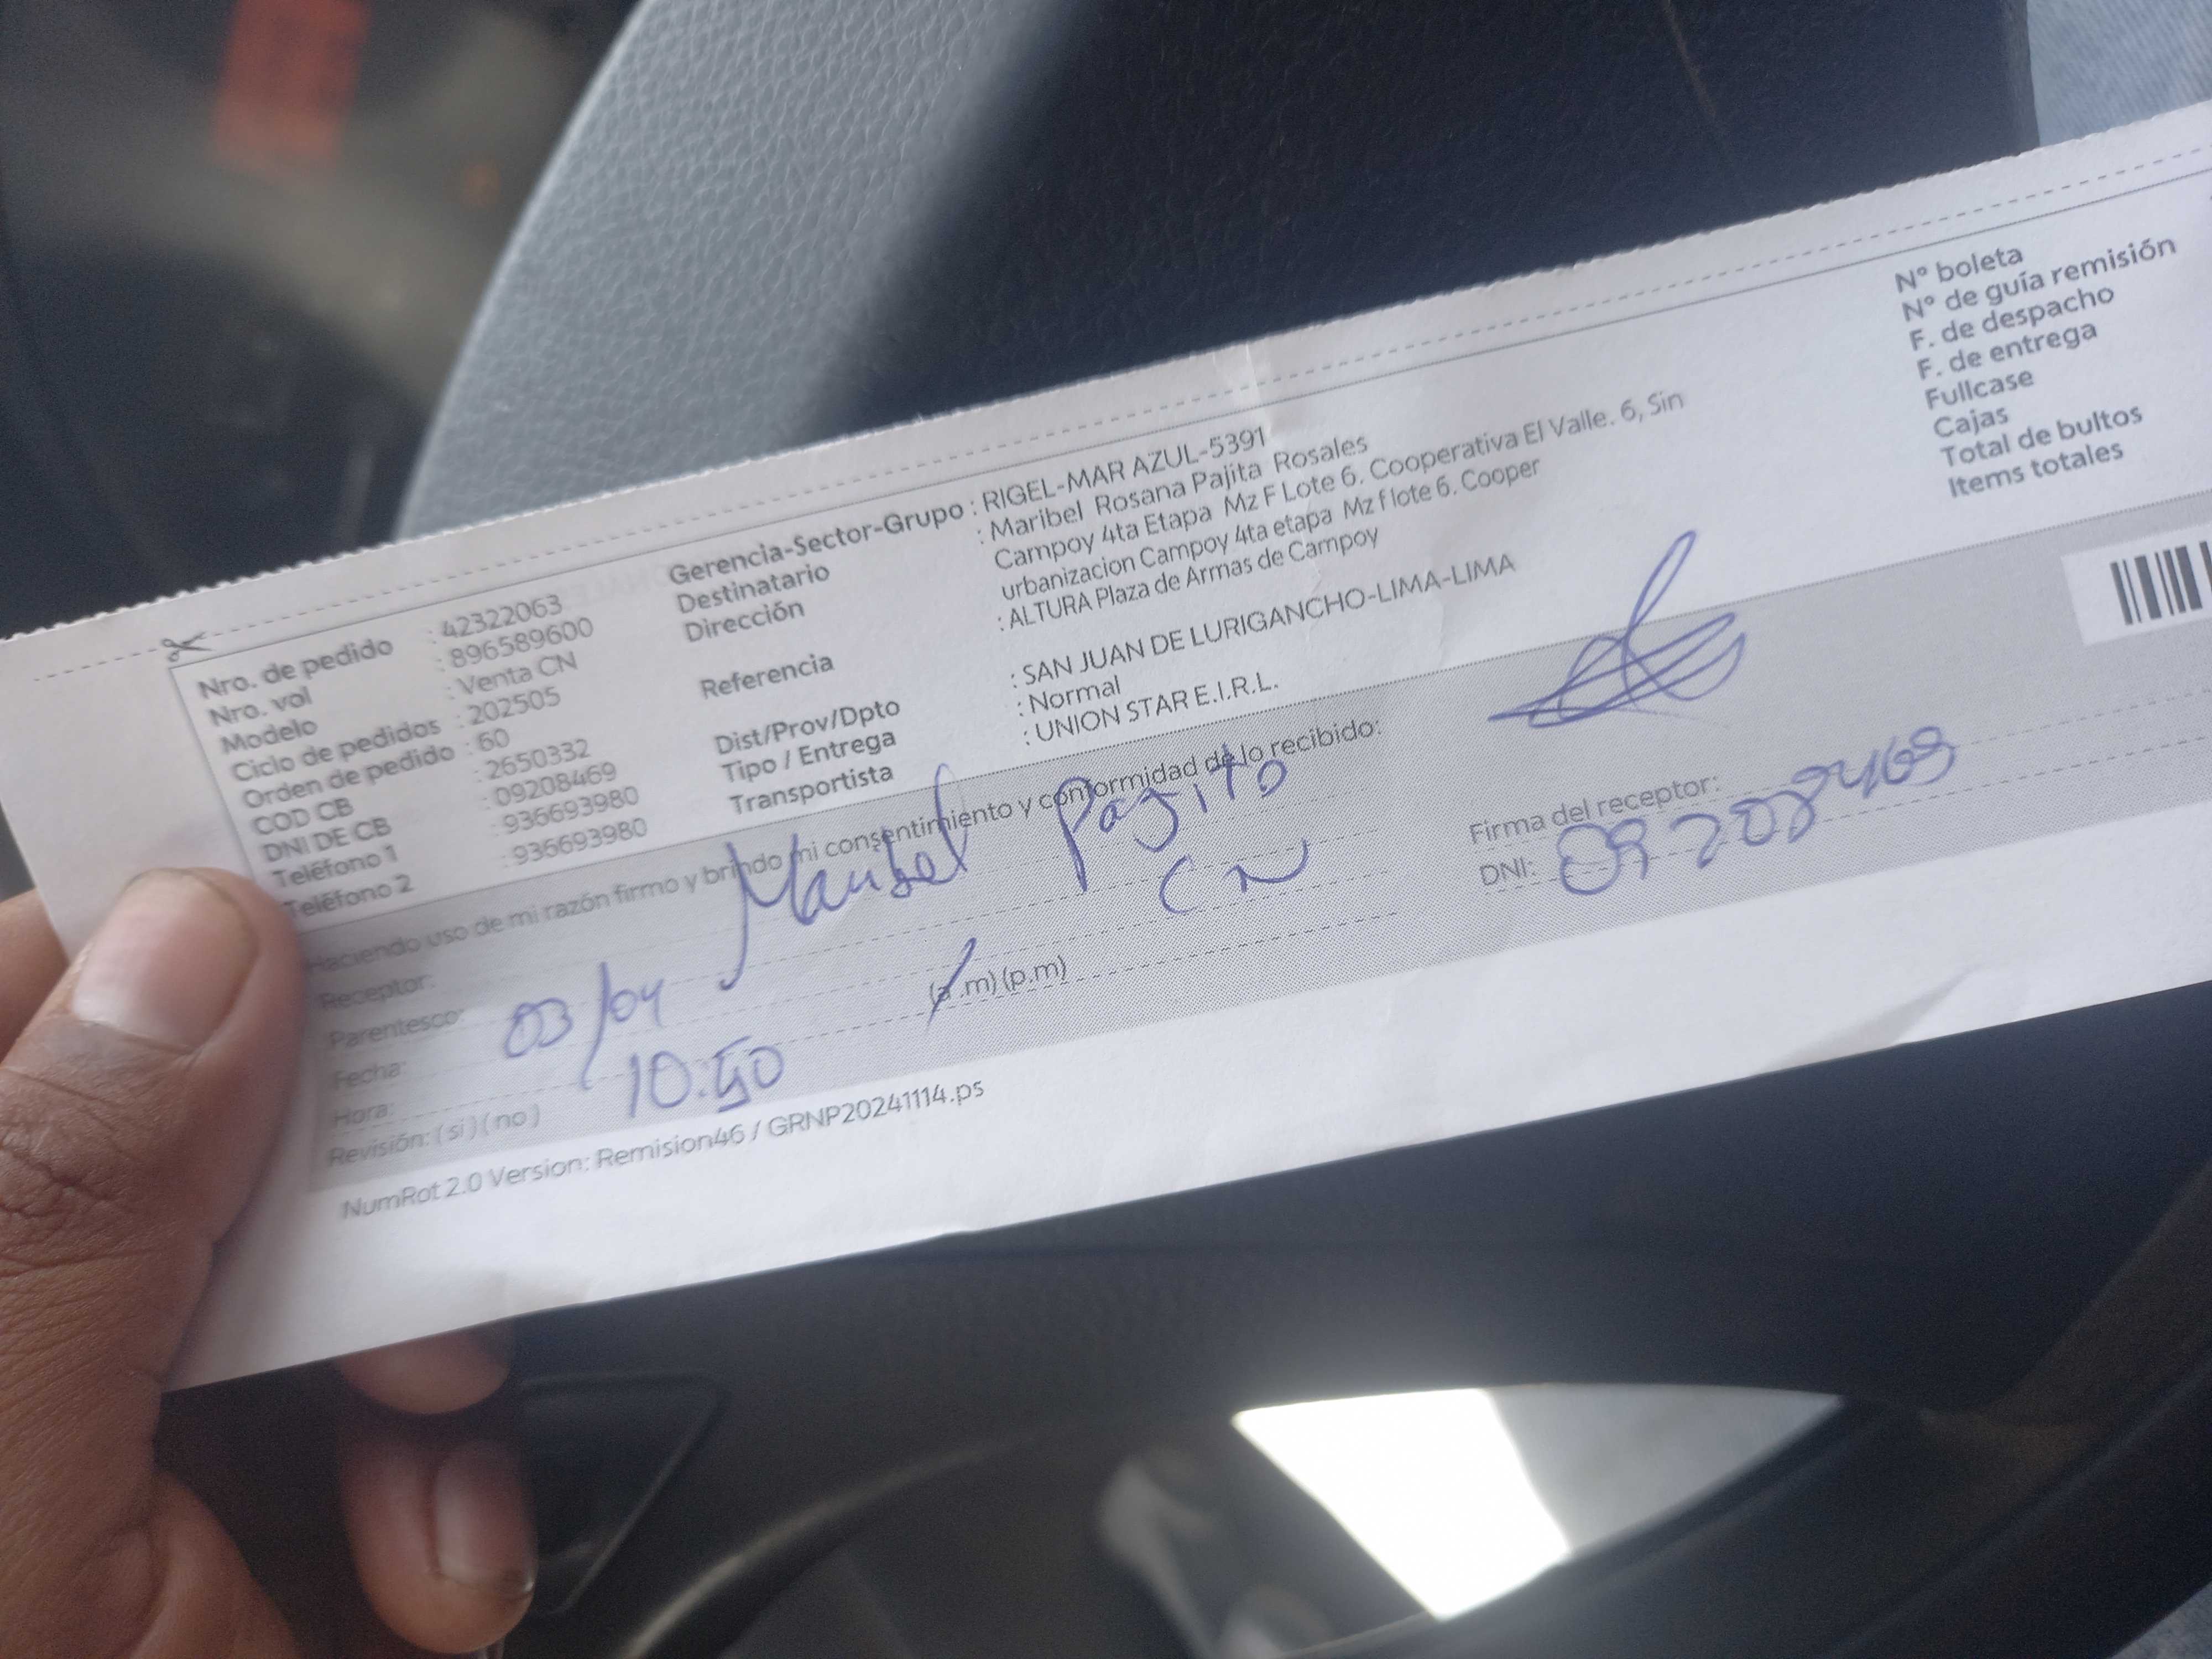 Nro. de pedido : 42322063
Nro. vol : 896589600
Modelo : Venta CN
Ciclo de pedidos : 202505
Orden de pedido : 60
COD CB : 2650332
DNI DE CB : 09208469
Teléfono 1 : 936693980
Teléfono 2 : 936693980
Gerencia-Sector-Grupo : RIGEL-MAR AZUL-5391
Destinatario : Maribel Rosana Pajita Rosales
Dirección Campoy 4ta Etapa Mz F Lote 6. Cooperativa El Valle. 6, Sin
urbanizacion Campoy 4ta etapa Mz f lote 6. Cooper
Referencia : ALTURA Plaza de Armas de Campoy
Dist/Prov/Dpto : SAN JUAN DE LURIGANCHO-LIMA-LIMA
Tipo / Entrega : Normal
Transportista : UNION STAR E.I.R.L.
N° boleta
N° de guía remisión
F. de despacho
F. de entrega
Fullcase
Cajas
Total de bultos
Items totales
Haciendo uso de mi razón firmo y brindo mi consentimiento y conformidad de lo recibido:
Receptor: Maribel Pajita
Parentesco: CN
Fecha: 03/04
Hora: 10:50 (a.m) (p.m)
Revisión: ( si ) ( no )
Firma del receptor:
DNI: 09208469
NumRot 2.0 Version: Remision46 / GRNP20241114.ps